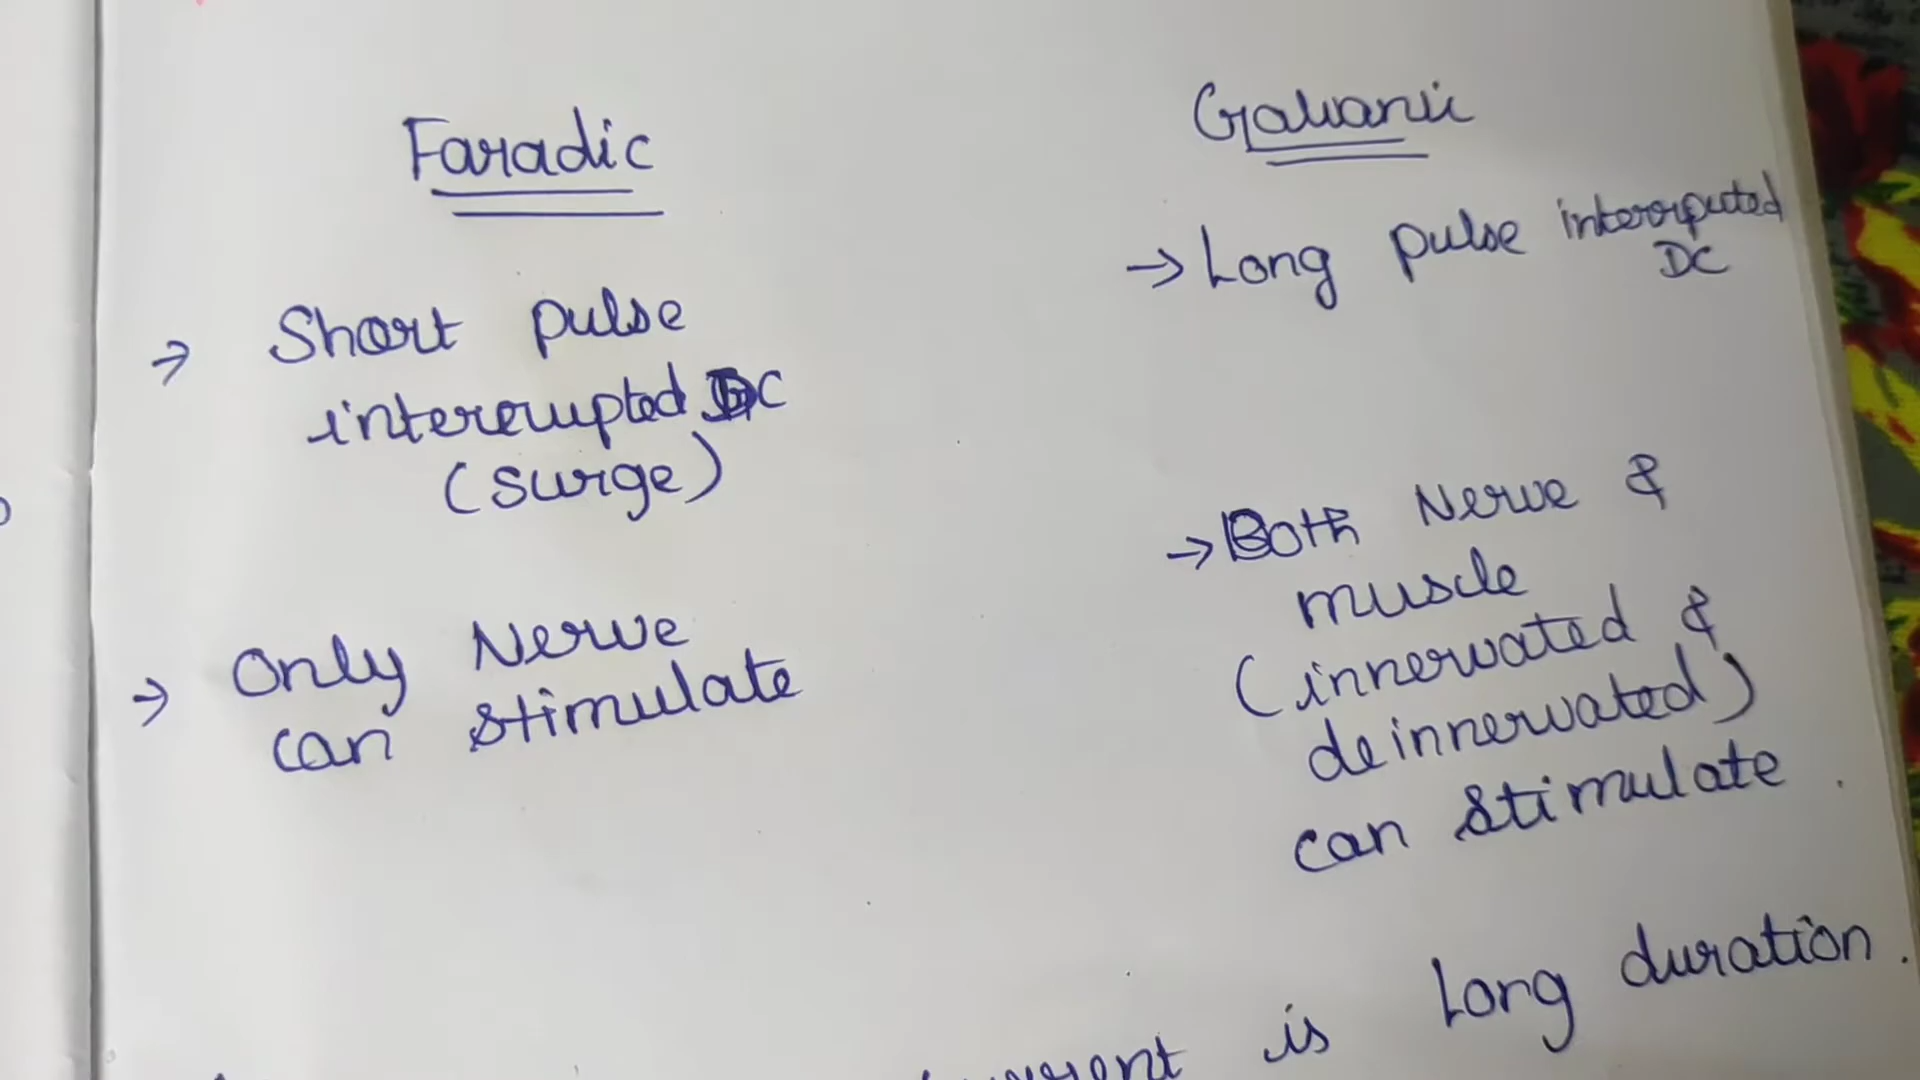 Faradic
→ Short pulse
interrupted DC
(surge)
→ Only Nerve
can stimulate
Galvanic
→ Long pulse interrputed
DC
→ Both Nerve &
muscle
(innervated &
deinnervated)
can stimulate.
is long duration.